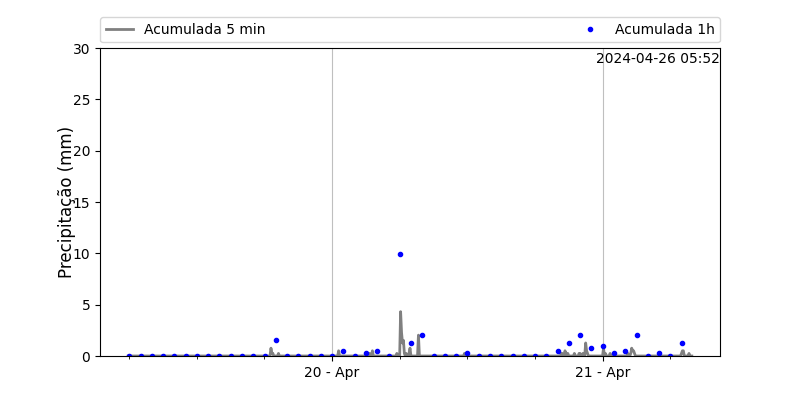 Acumulada 5 min
Acumulada 1h
2024-04-26 05:52
30
25
20
15
10
5
0
Precipitação (mm)
20 - Apr
21 - Apr